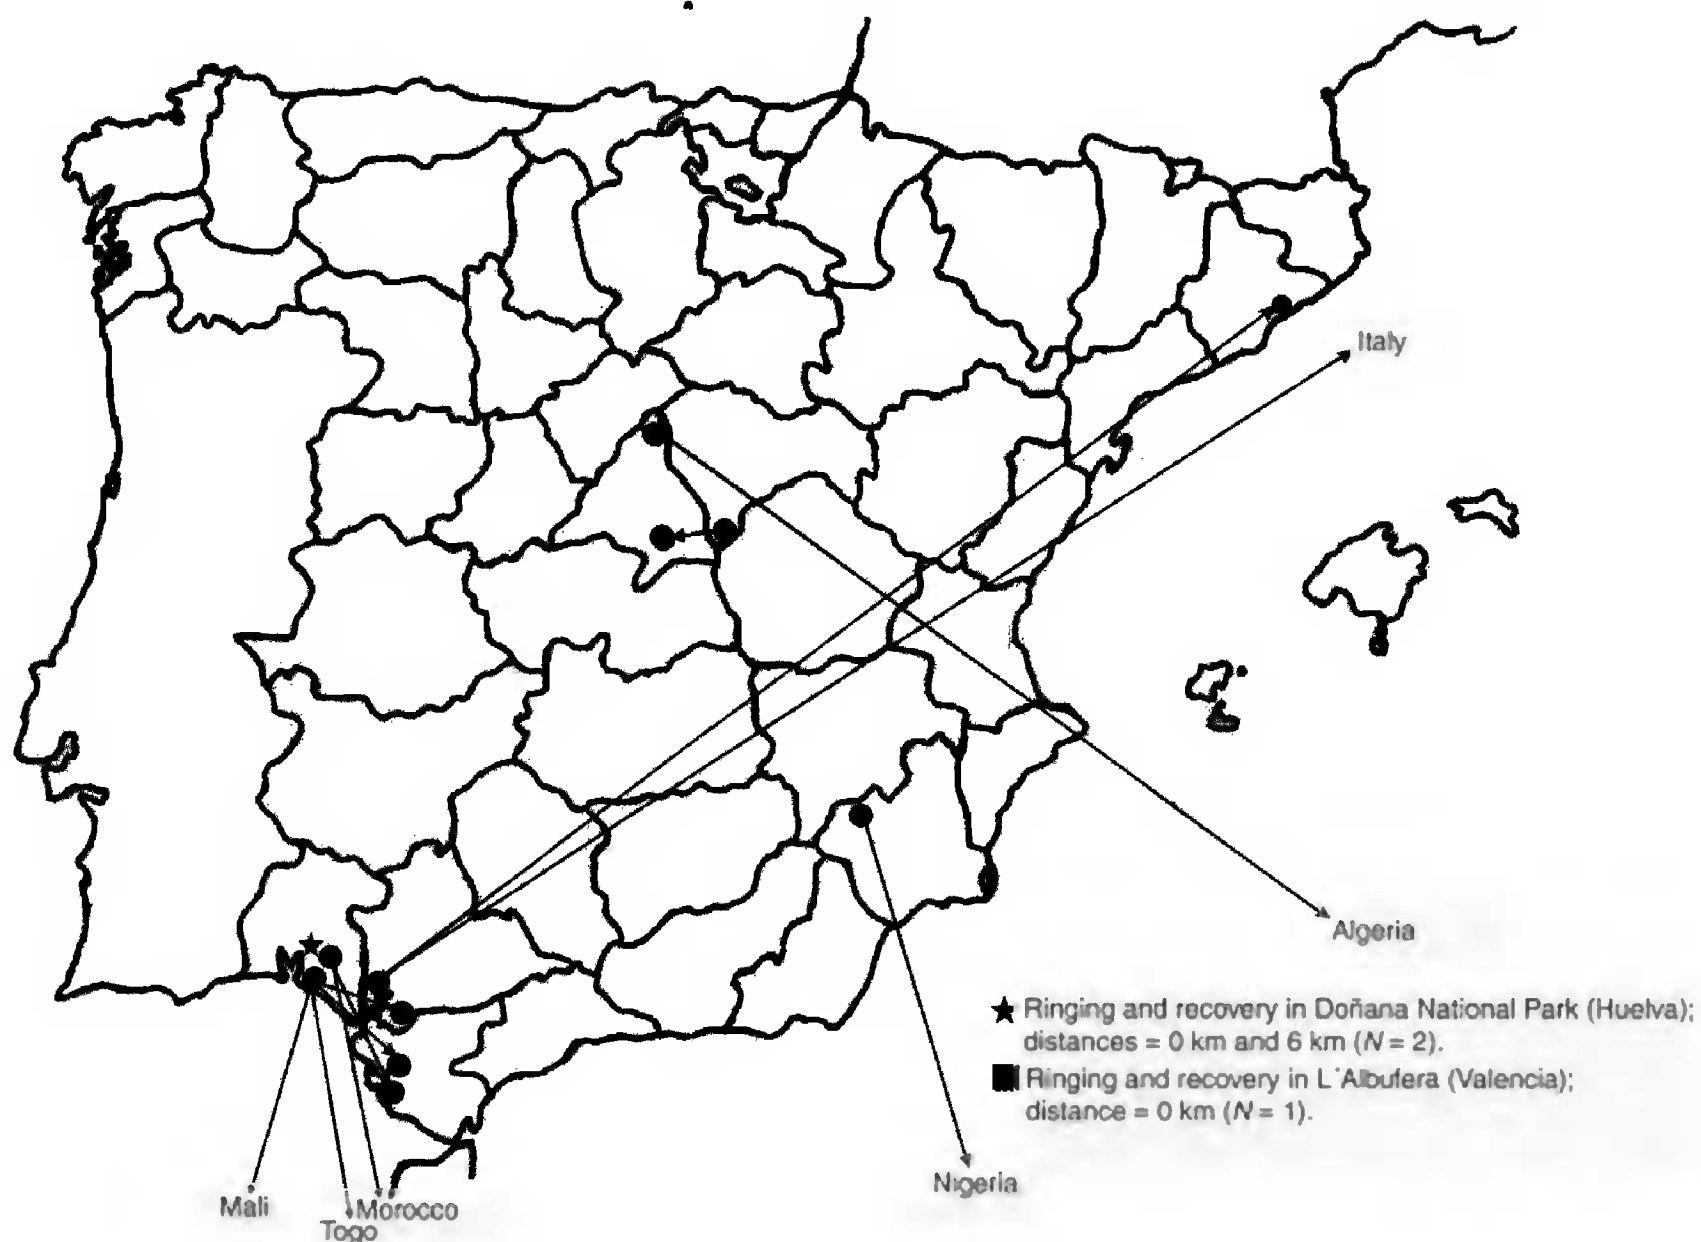 Italy
Algeria
★ Ringing and recovery in Doñana National Park (Huelva);
distances = 0 km and 6 km (N = 2).
■ Ringing and recovery in L'Albufera (Valencia);
distance = 0 km (N = 1).
Nigeria
Mali
Morocco
Togo